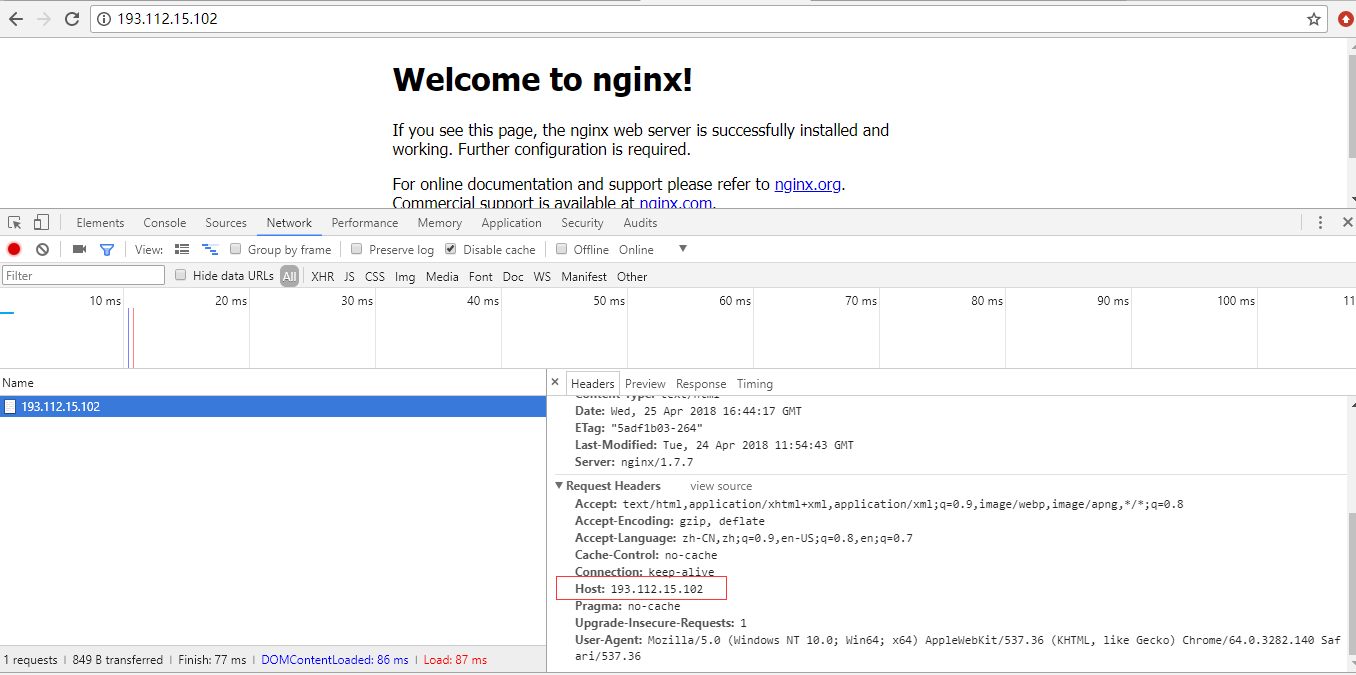 193.112.15.102
Welcome to nginx!
If you see this page, the nginx web server is successfully installed and
working. Further configuration is required.
For online documentation and support please refer to nginx.org.
Commercial support is available at nginx.com.
Elements Console Sources Network Performance Memory Application Security Audits
View: Group by frame Preserve log Disable cache Offline Online
Filter Hide data URLs All XHR JS CSS Img Media Font Doc WS Manifest Other
10 ms 20 ms 30 ms 40 ms 50 ms 60 ms 70 ms 80 ms 90 ms 100 ms 11
Name
193.112.15.102
Headers Preview Response Timing
Content-Type: text/html
Date: Wed, 25 Apr 2018 16:44:17 GMT
ETag: "5adf1b03-264"
Last-Modified: Tue, 24 Apr 2018 11:54:43 GMT
Server: nginx/1.7.7
Request Headers view source
Accept: text/html,application/xhtml+xml,application/xml;q=0.9,image/webp,image/apng,*/*;q=0.8
Accept-Encoding: gzip, deflate
Accept-Language: zh-CN,zh;q=0.9,en-US;q=0.8,en;q=0.7
Cache-Control: no-cache
Connection: keep-alive
Host: 193.112.15.102
Pragma: no-cache
Upgrade-Insecure-Requests: 1
User-Agent: Mozilla/5.0 (Windows NT 10.0; Win64; x64) AppleWebKit/537.36 (KHTML, like Gecko) Chrome/64.0.3282.140 Saf
ari/537.36
1 requests | 849 B transferred | Finish: 77 ms | DOMContentLoaded: 86 ms | Load: 87 ms